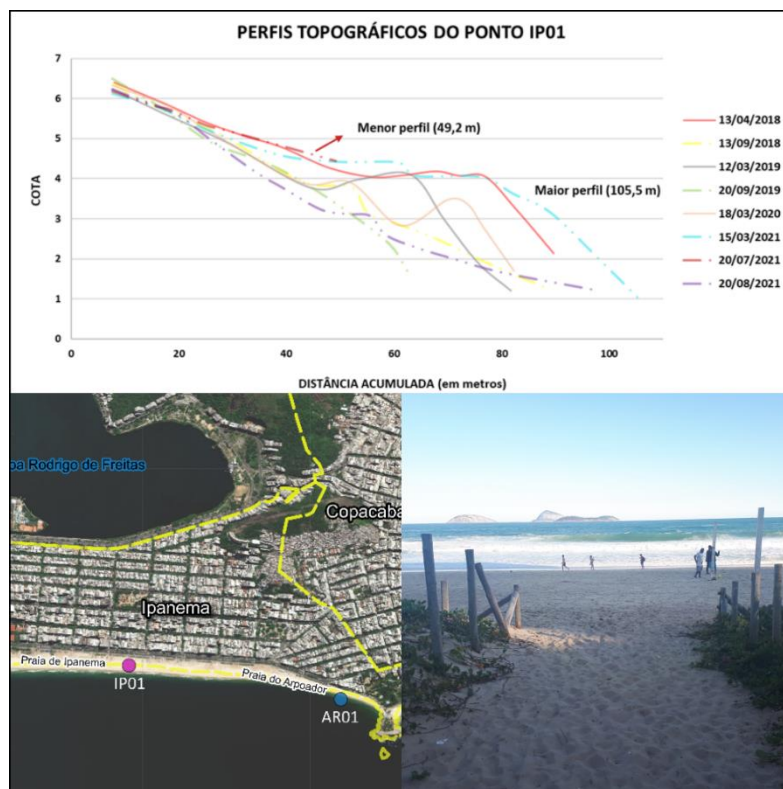 PERFIS TOPOGRÁFICOS DO PONTO IP01
7
6
5
4
3
2
1
0
COTA
Menor perfil (49,2 m)
Maior perfil (105,5 m)
0 20 40 60 80 100
DISTÂNCIA ACUMULADA (em metros)
13/04/2018
13/09/2018
12/03/2019
20/09/2019
18/03/2020
15/03/2021
20/07/2021
20/08/2021
oa Rodrigo de Freitas
Copacaba
Ipanema
Praia de Ipanema
IP01
Praia do Arpoador
AR01